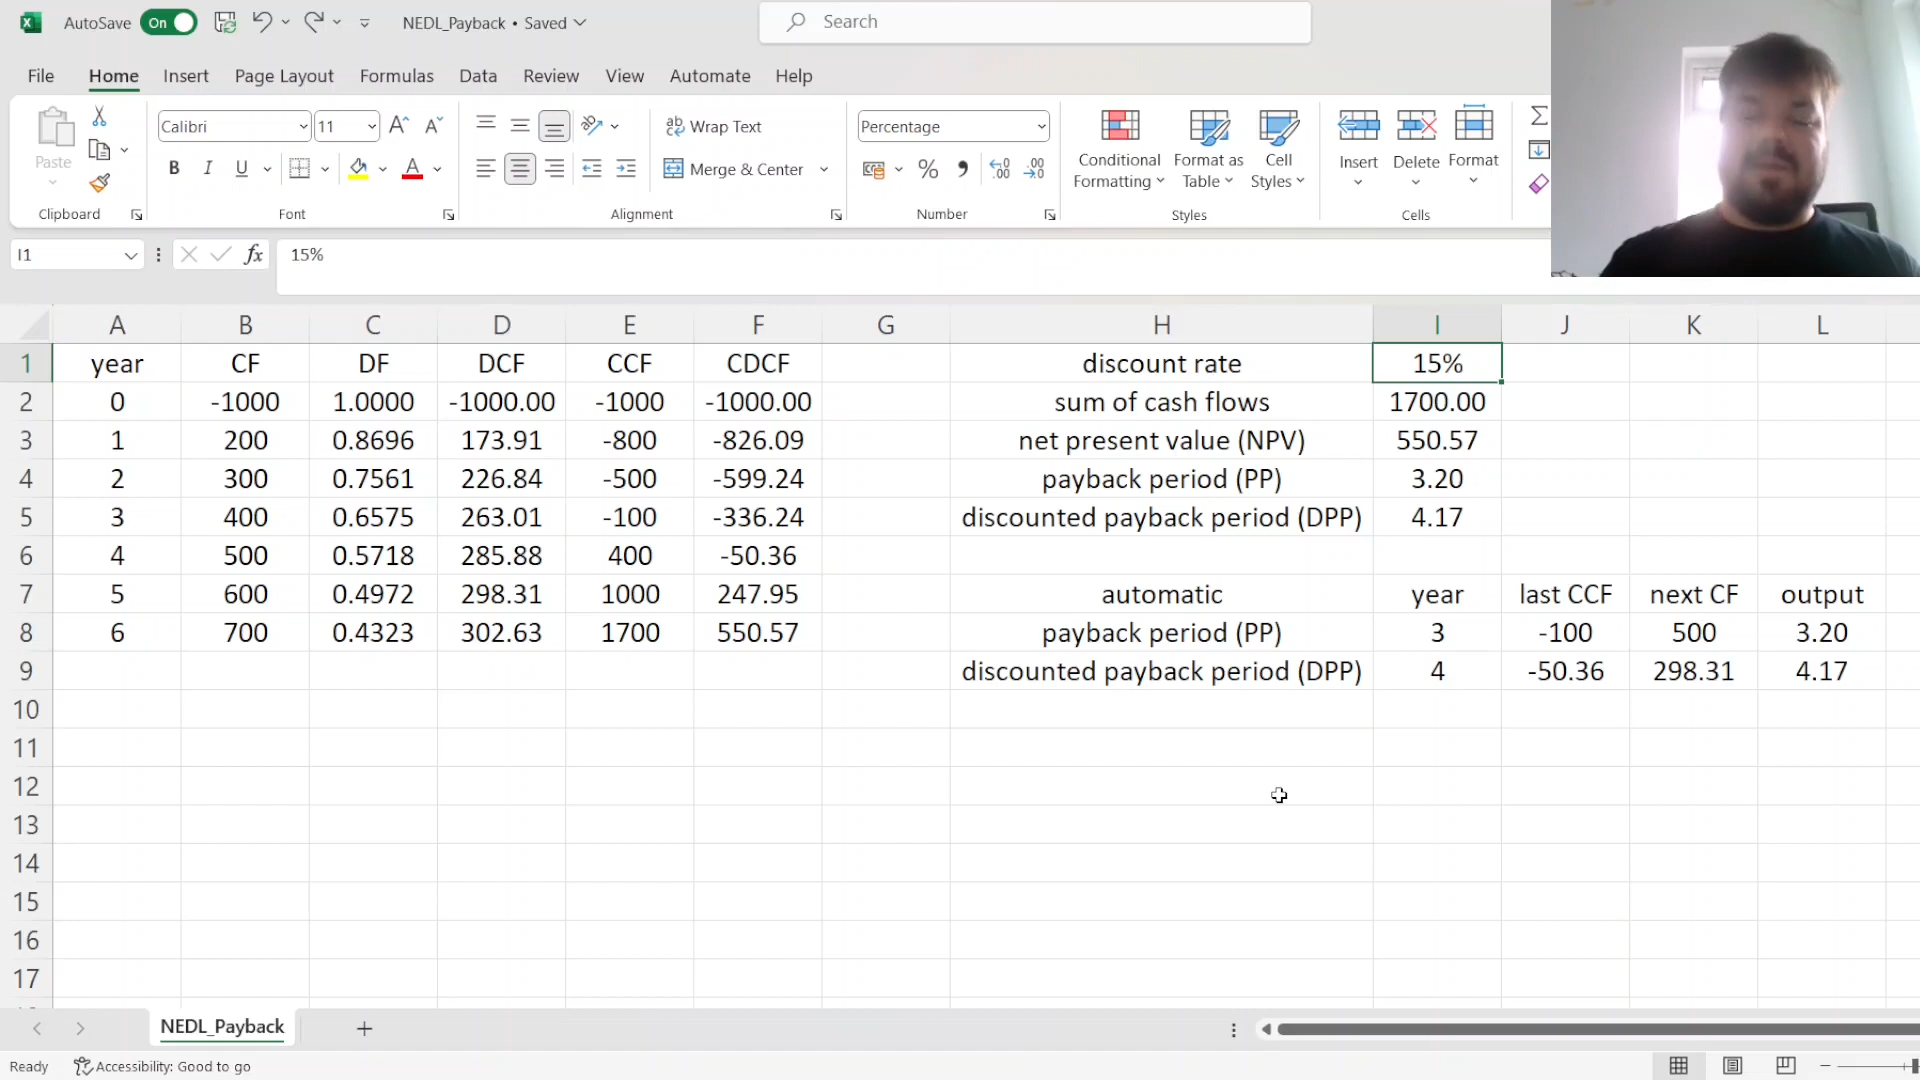 AutoSave On NEDL_Payback • Saved Search
File Home Insert Page Layout Formulas Data Review View Automate Help
Paste
Clipboard
Calibri 11
B I U A
Font
Wrap Text
Merge & Center
Alignment
Percentage
% , .00
Number
Conditional Formatting
Format as Table
Cell Styles
Styles
Insert Delete Format
Cells
I1 fx 15%
A B C D E F G H I J K L
1 year CF DF DCF CCF CDCF discount rate 15%
2 0 -1000 1.0000 -1000.00 -1000 -1000.00 sum of cash flows 1700.00
3 1 200 0.8696 173.91 -800 -826.09 net present value (NPV) 550.57
4 2 300 0.7561 226.84 -500 -599.24 payback period (PP) 3.20
5 3 400 0.6575 263.01 -100 -336.24 discounted payback period (DPP) 4.17
6 4 500 0.5718 285.88 400 -50.36
7 5 600 0.4972 298.31 1000 247.95 automatic year last CCF next CF output
8 6 700 0.4323 302.63 1700 550.57 payback period (PP) 3 -100 500 3.20
9 discounted payback period (DPP) 4 -50.36 298.31 4.17
10
11
12
13
14
15
16
17
NEDL_Payback
Ready Accessibility: Good to go